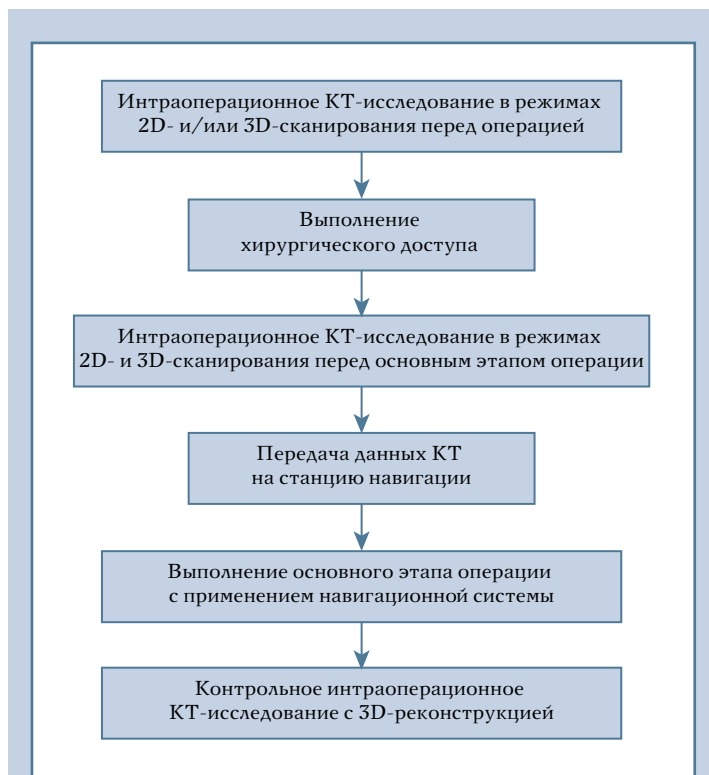 Интраоперационное КТ-исследование в режимах
2D- и/или 3D-сканирования перед операцией
Выполнение
хирургического доступа
Интраоперационное КТ-исследование в режимах
2D- и 3D-сканирования перед основным этапом операции
Передача данных КТ
на станцию навигации
Выполнение основного этапа операции
с применением навигационной системы
Контрольное интраоперационное
КТ-исследование с 3D-реконструкцией